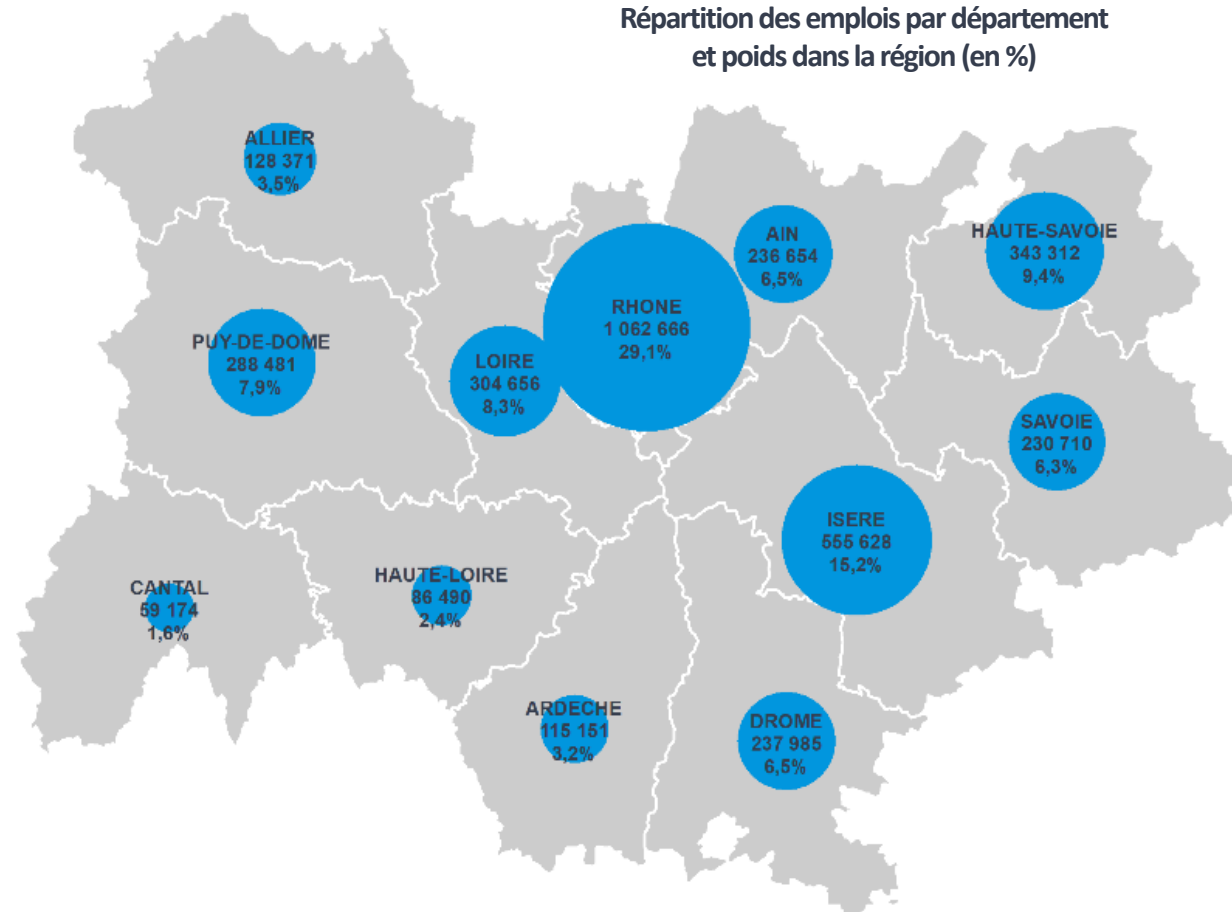 Répartition des emplois par département
et poids dans la région (en %)
ALLIER
128 371
3,5%
AIN
236 654
6,5%
HAUTE-SAVOIE
343 312
9,4%
RHONE
1 062 666
29,1%
PUY-DE-DOME
288 481
7,9%
LOIRE
304 656
8,3%
SAVOIE
230 710
6,3%
ISERE
555 628
15,2%
CANTAL
59 174
1,6%
HAUTE-LOIRE
86 490
2,4%
ARDECHE
115 151
3,2%
DROME
237 985
6,5%